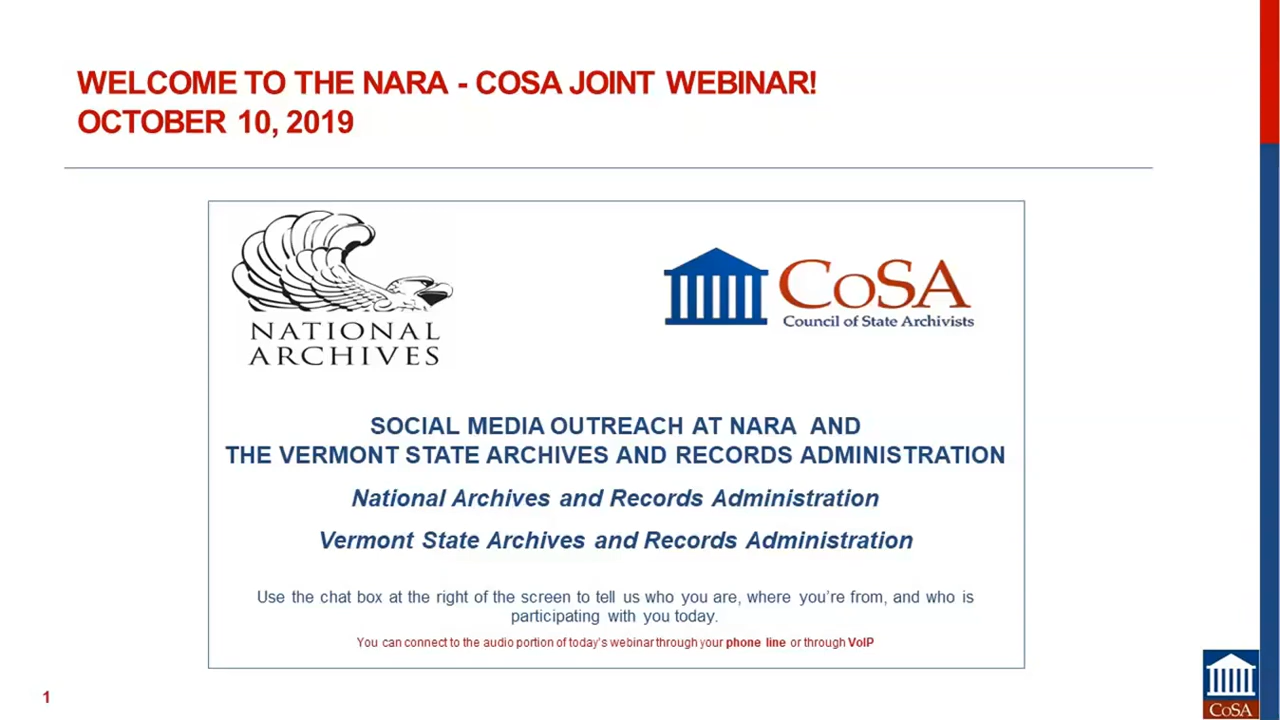 WELCOME TO THE NARA - COSA JOINT WEBINAR!
OCTOBER 10, 2019
NATIONAL
ARCHIVES
CoSA
Council of State Archivists
SOCIAL MEDIA OUTREACH AT NARA AND
THE VERMONT STATE ARCHIVES AND RECORDS ADMINISTRATION
National Archives and Records Administration
Vermont State Archives and Records Administration
Use the chat box at the right of the screen to tell us who you are, where you're from, and who is
participating with you today.
You can connect to the audio portion of today's webinar through your phone line or through VoIP
1
CoSA